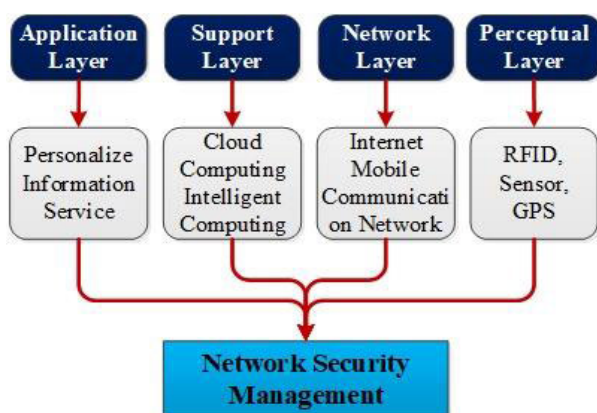 Application
Layer
Support
Layer
Network
Layer
Perceptual
Layer
Personalize
Information
Service
Cloud
Computing
Intelligent
Computing
Internet
Mobile
Communicati
on Network
RFID,
Sensor,
GPS
Network Security
Management